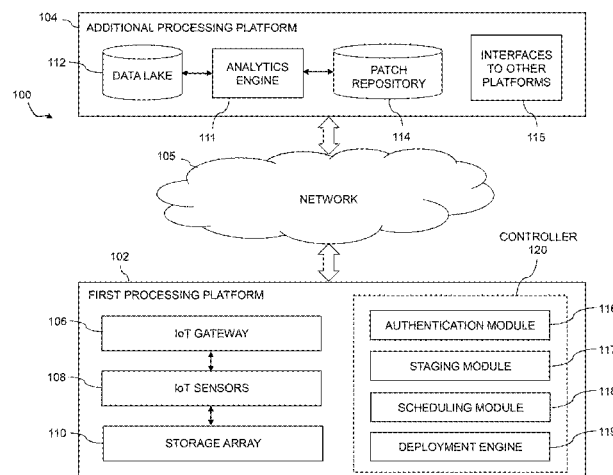 104
ADDITIONAL PROCESSING PLATFORM
112
DATA LAKE
ANALYTICS
ENGINE
PATCH
REPOSITORY
INTERFACES
TO OTHER
PLATFORMS
100
111
114
115
105
NETWORK
CONTROLLER
120
102
FIRST PROCESSING PLATFORM
106
IoT GATEWAY
AUTHENTICATION MODULE
116
108
IoT SENSORS
STAGING MODULE
117
110
STORAGE ARRAY
SCHEDULING MODULE
118
DEPLOYMENT ENGINE
119